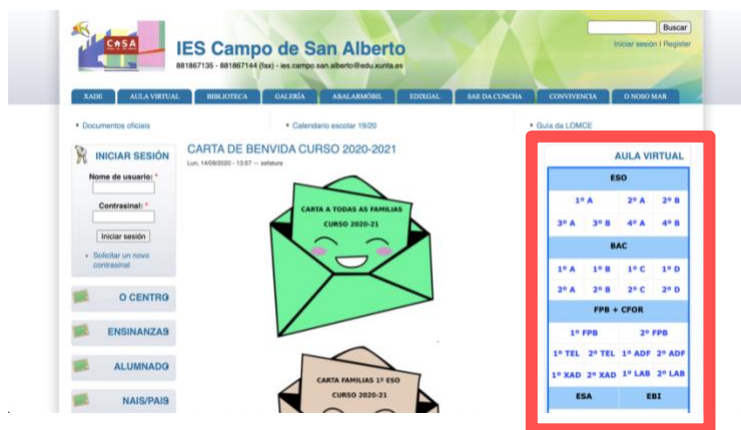 Buscar
CASA
IES Campo de San Alberto
Iniciar sesión | Register
881867135 - 881867144 (fax) - ies.campo.san.alberto@edu.xunta.es
XADE AULA VIRTUAL BIBLIOTECA GALERÍA ABALARMÓBIL EDIXGAL SAE DA CUNCHA CONVIVENCIA O NOSO MAR
Documentos oficiais
Calendario escolar 19/20
Guía da LOMCE
INICIAR SESIÓN
Nome de usuario: *
Contrasinal: *
Iniciar sesión
Solicitar un novo
contrasinal
O CENTRO
ENSINANZAS
ALUMNADO
NAIS/PAIS
CARTA DE BENVIDA CURSO 2020-2021
Lun, 14/09/2020 - 13:57 — xefatura
CARTA A TODAS AS FAMILIAS
CURSO 2020-21
CARTA FAMILIAS 1º ESO
CURSO 2020-21
AULA VIRTUAL
ESO
1º A 2º A 2º B
3º A 3º B 4º A 4º B
BAC
1º A 1º B 1º C 1º D
2º A 2º B 2º C 2º D
FPB + CFOR
1º FPB 2º FPB
1º TEL 2º TEL 1º ADF 2º ADF
1º XAD 2º XAD 1º LAB 2º LAB
ESA EBI